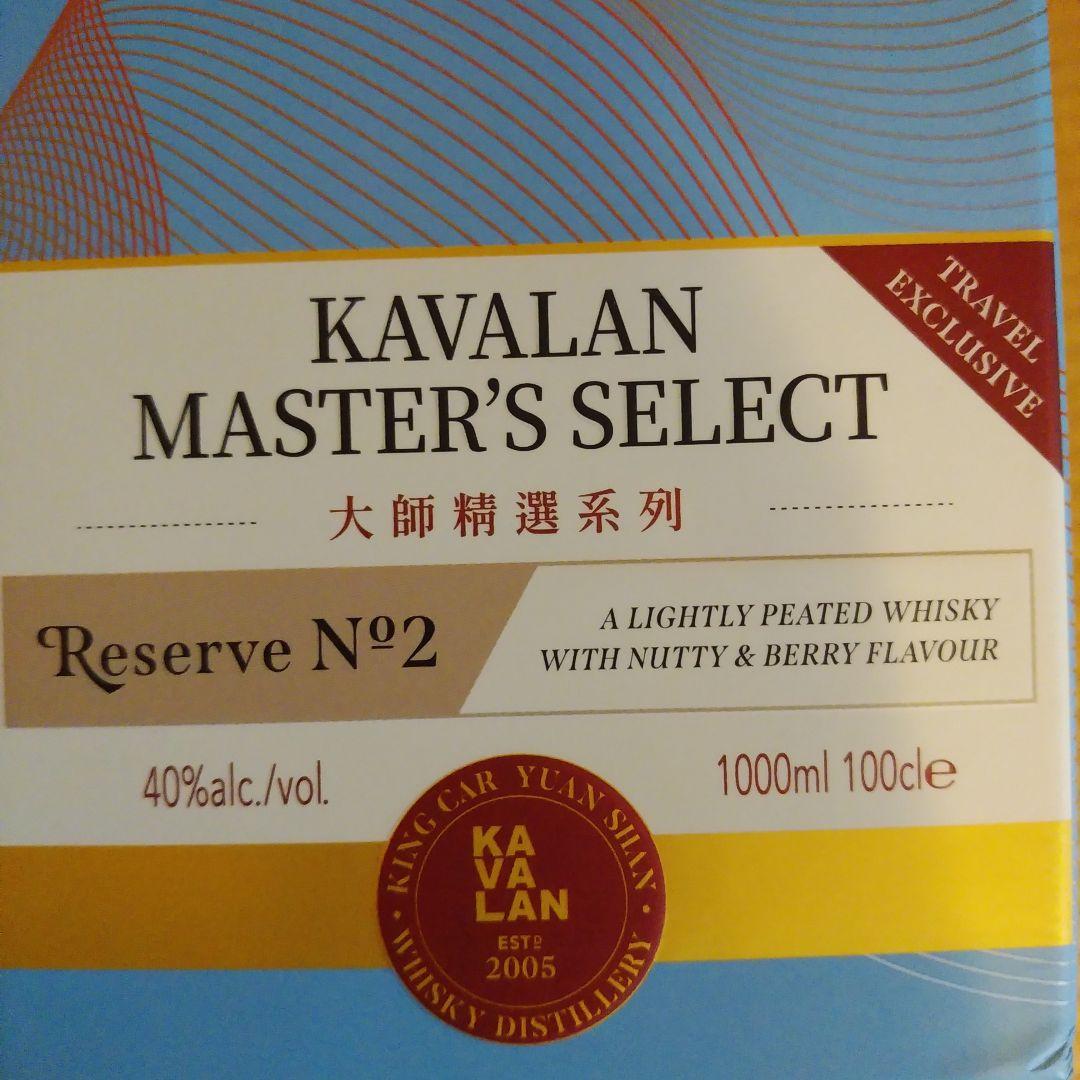 TRAVEL
EXCLUSIVE
KAVALAN
MASTER'S SELECT
大師精選系列
Reserve Nº2
A LIGHTLY PEATED WHISKY
WITH NUTTY & BERRY FLAVOUR
40%alc./vol.
1000ml 100cl℮
KING CAR YUAN SHAN
KA
VA
LAN
ESTD
2005
• WHISKY DISTILLERY •